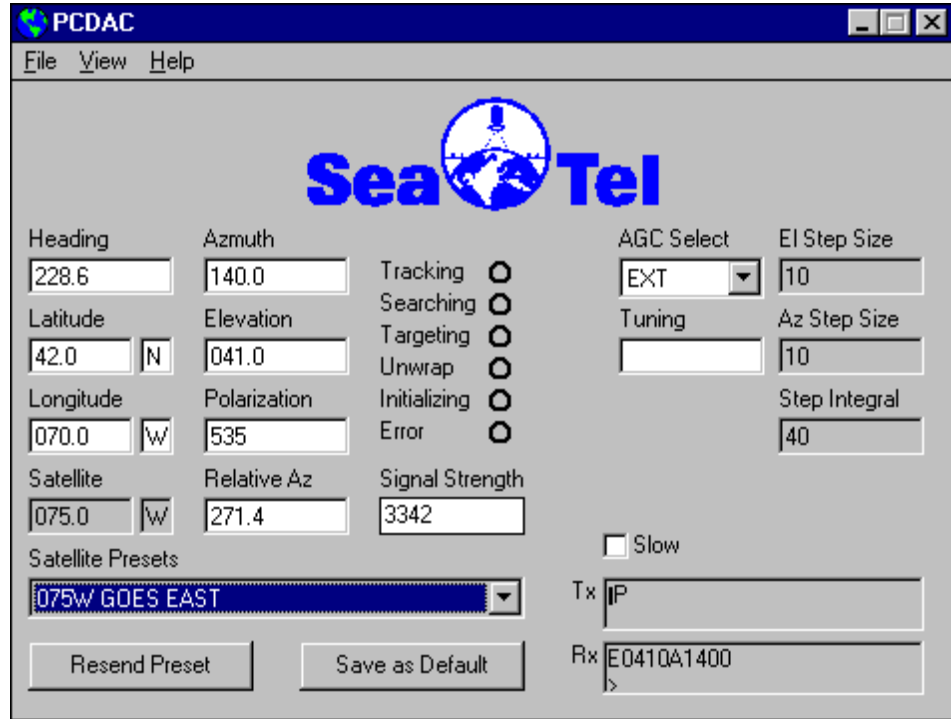 PCDAC
File View Help
Sea Tel
Heading Azimuth AGC Select El Step Size
228.6 140.0 Tracking EXT 10
Searching
Latitude Elevation Targeting Tuning Az Step Size
42.0 N 041.0 Unwrap 10
Longitude Polarization Initializing Step Integral
070.0 W 535 Error 40
Satellite Relative Az Signal Strength
075.0 W 271.4 3342
Satellite Presets Slow
075W GOES EAST Tx IP
Resend Preset Save as Default Rx E0410A1400
>